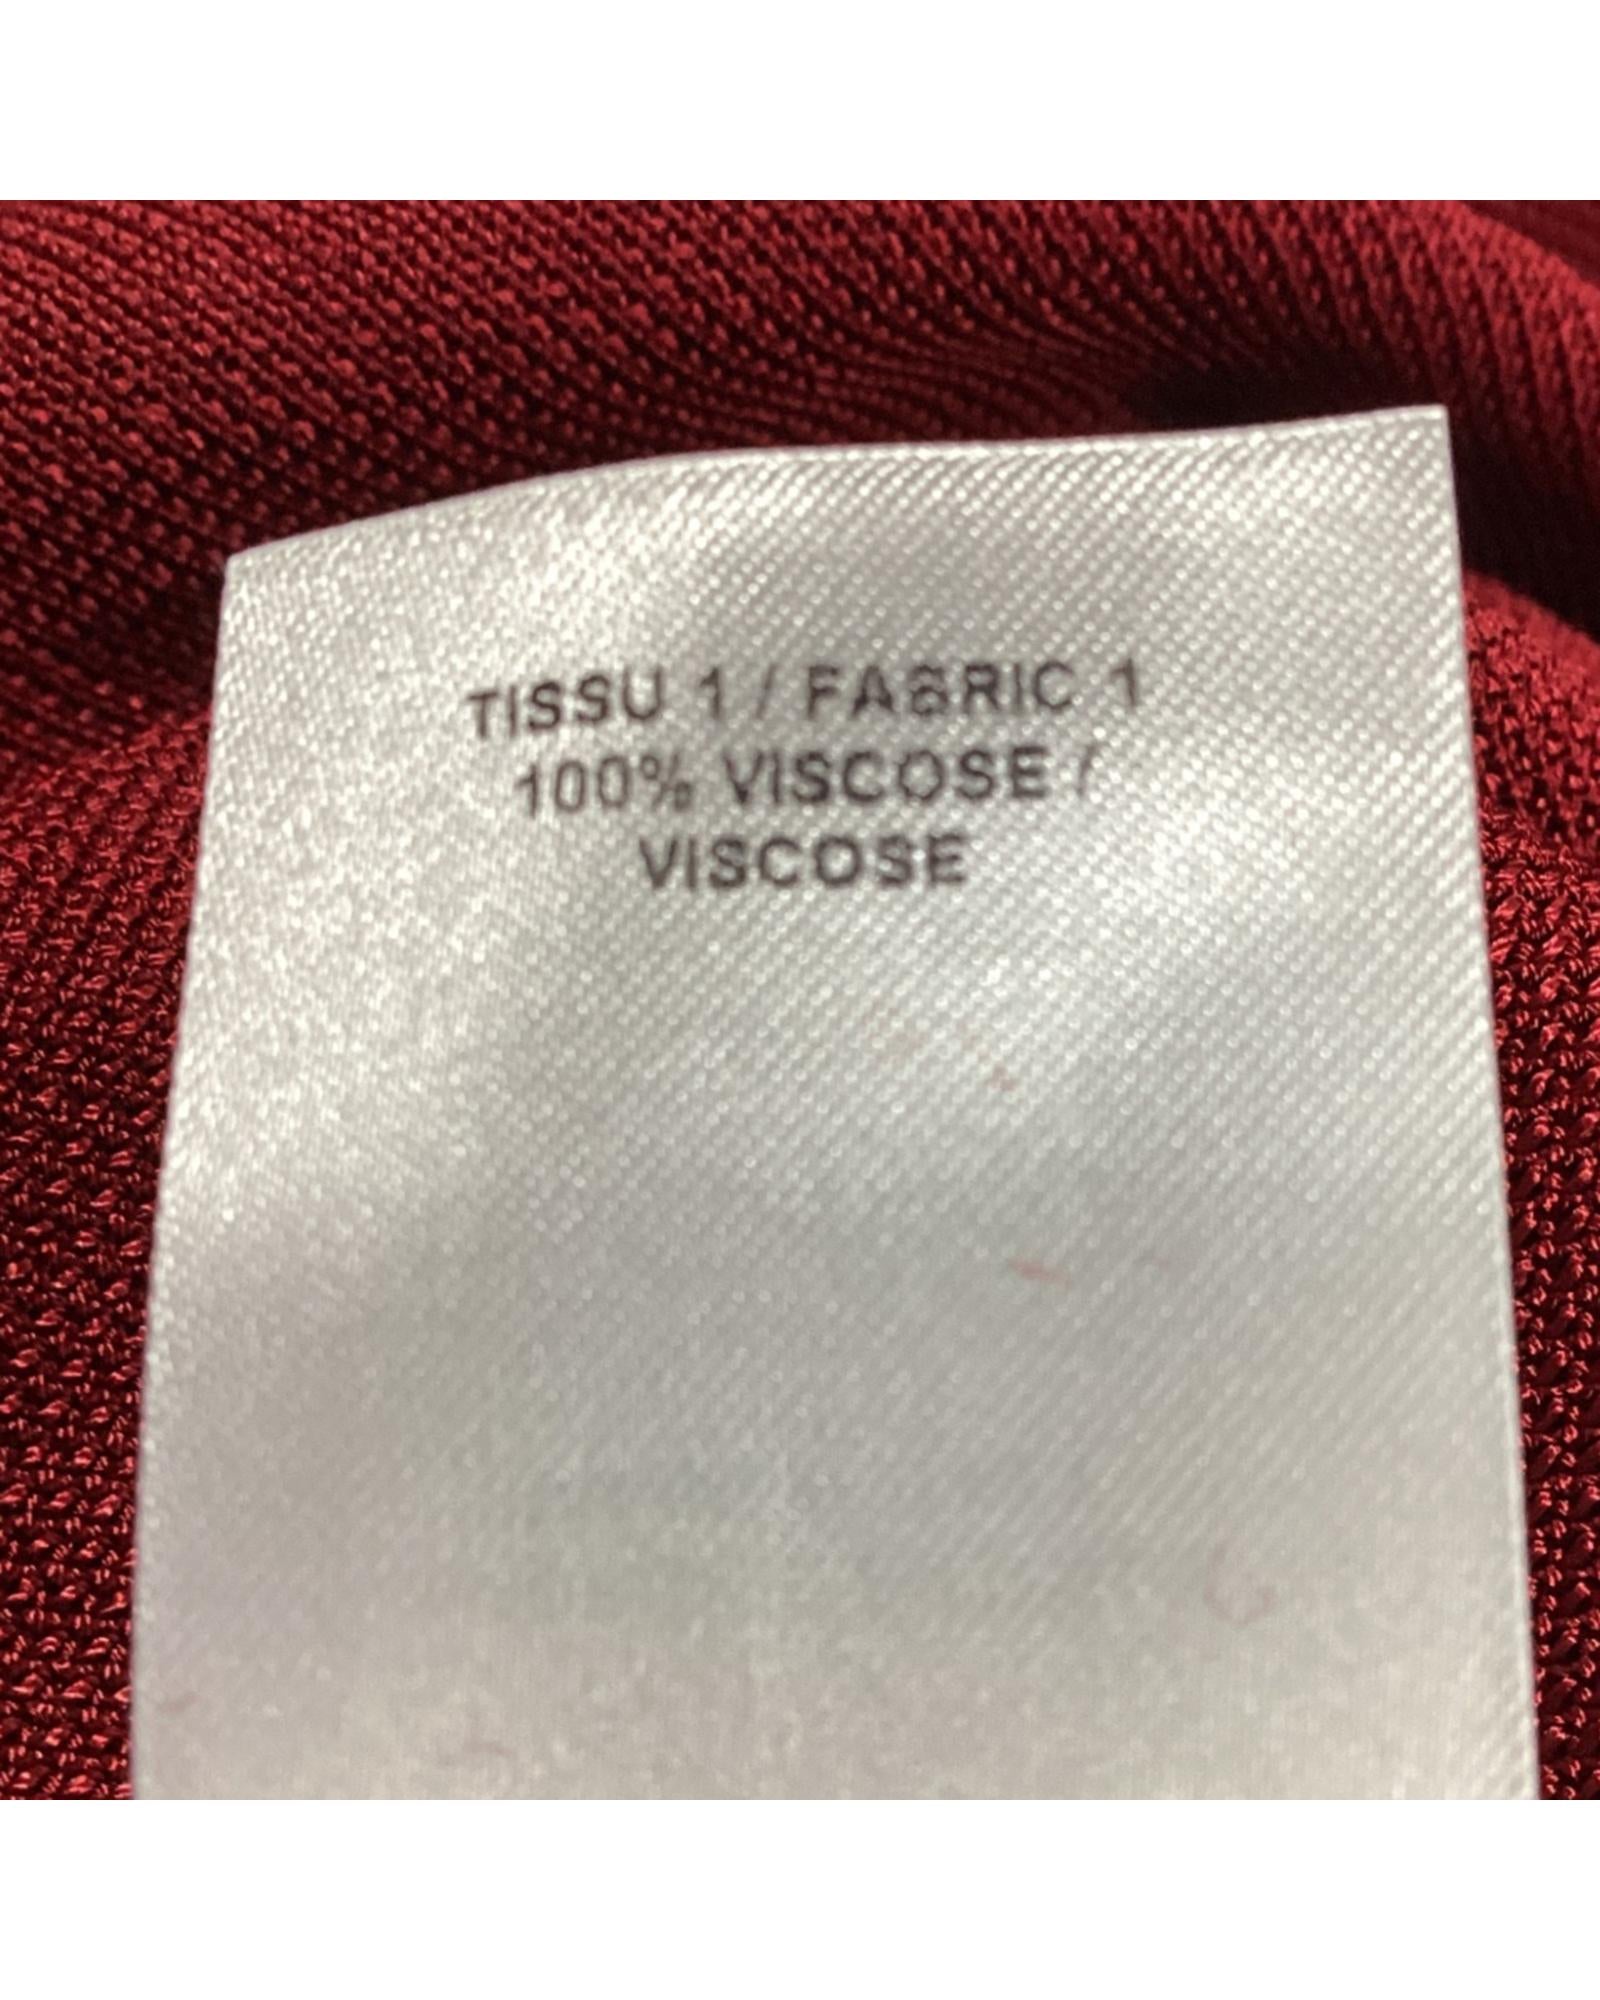 TISSU 1 / FABRIC 1
100% VISCOSE /
VISCOSE